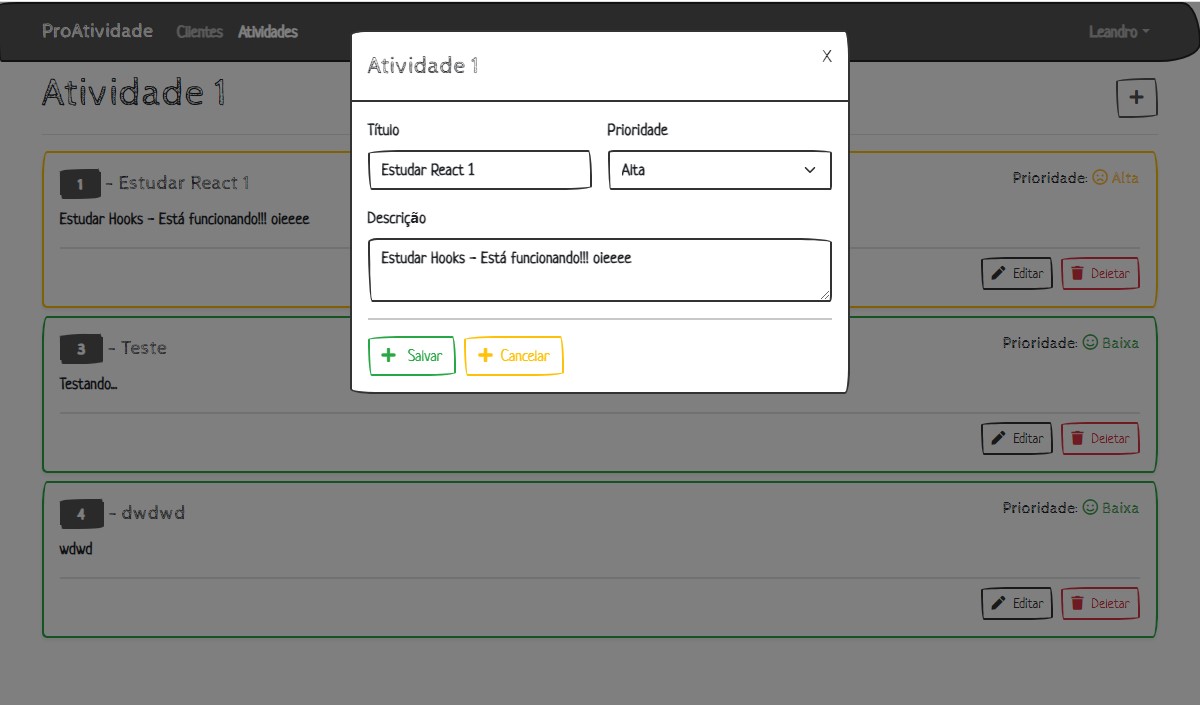 ProAtividade Clientes Atividades Leandro
Atividade 1
Atividade 1 X
Título Prioridade
Estudar React 1 Alta
Descrição
Estudar Hooks - Está funcionando!!! oieeee
Salvar Cancelar
1 - Estudar React 1 Prioridade: Alta
Estudar Hooks - Está funcionando!!! oieeee
Editar Deletar
3 - Teste Prioridade: Baixa
Testando...
Editar Deletar
4 - dwdwd Prioridade: Baixa
wdwd
Editar Deletar